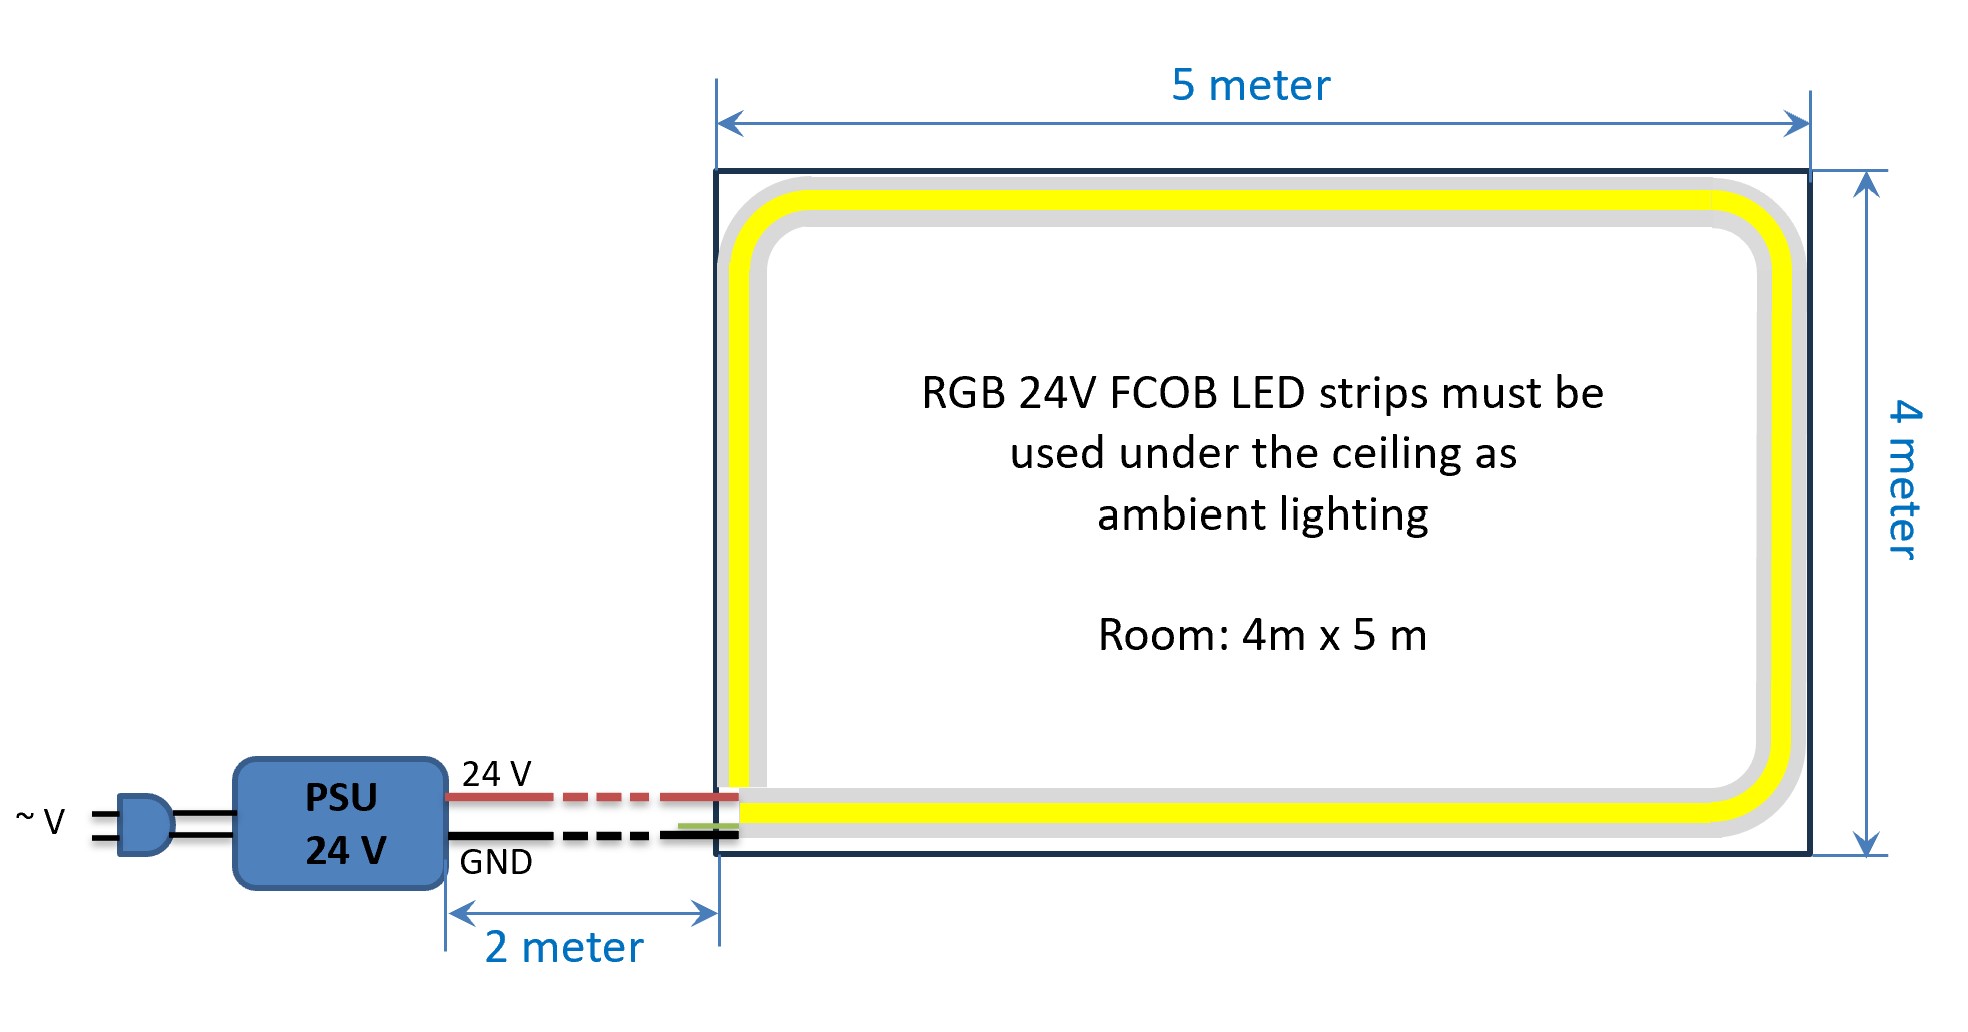 5 meter
RGB 24V FCOB LED strips must be
used under the ceiling as
ambient lighting
Room: 4m x 5 m
4 meter
24 V
~ V
PSU
24 V
GND
2 meter